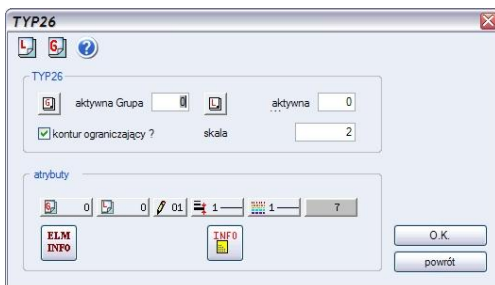 TYP26
L G ?
TYP26
G aktywna Grupa 0 L aktywna 0
kontur ograniczający ? skala 2
atrybuty
G 0 L 0 01 1 1 7
ELM INFO INFO
O.K.
powrót